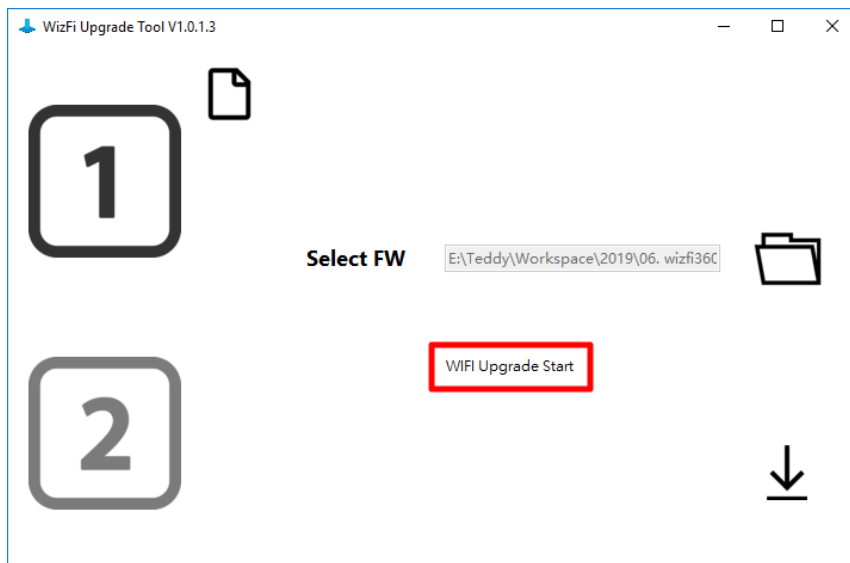 WizFi Upgrade Tool V1.0.1.3
1
Select FW
E:\Teddy\Workspace\2019\06. wizfi360
WIFI Upgrade Start
2